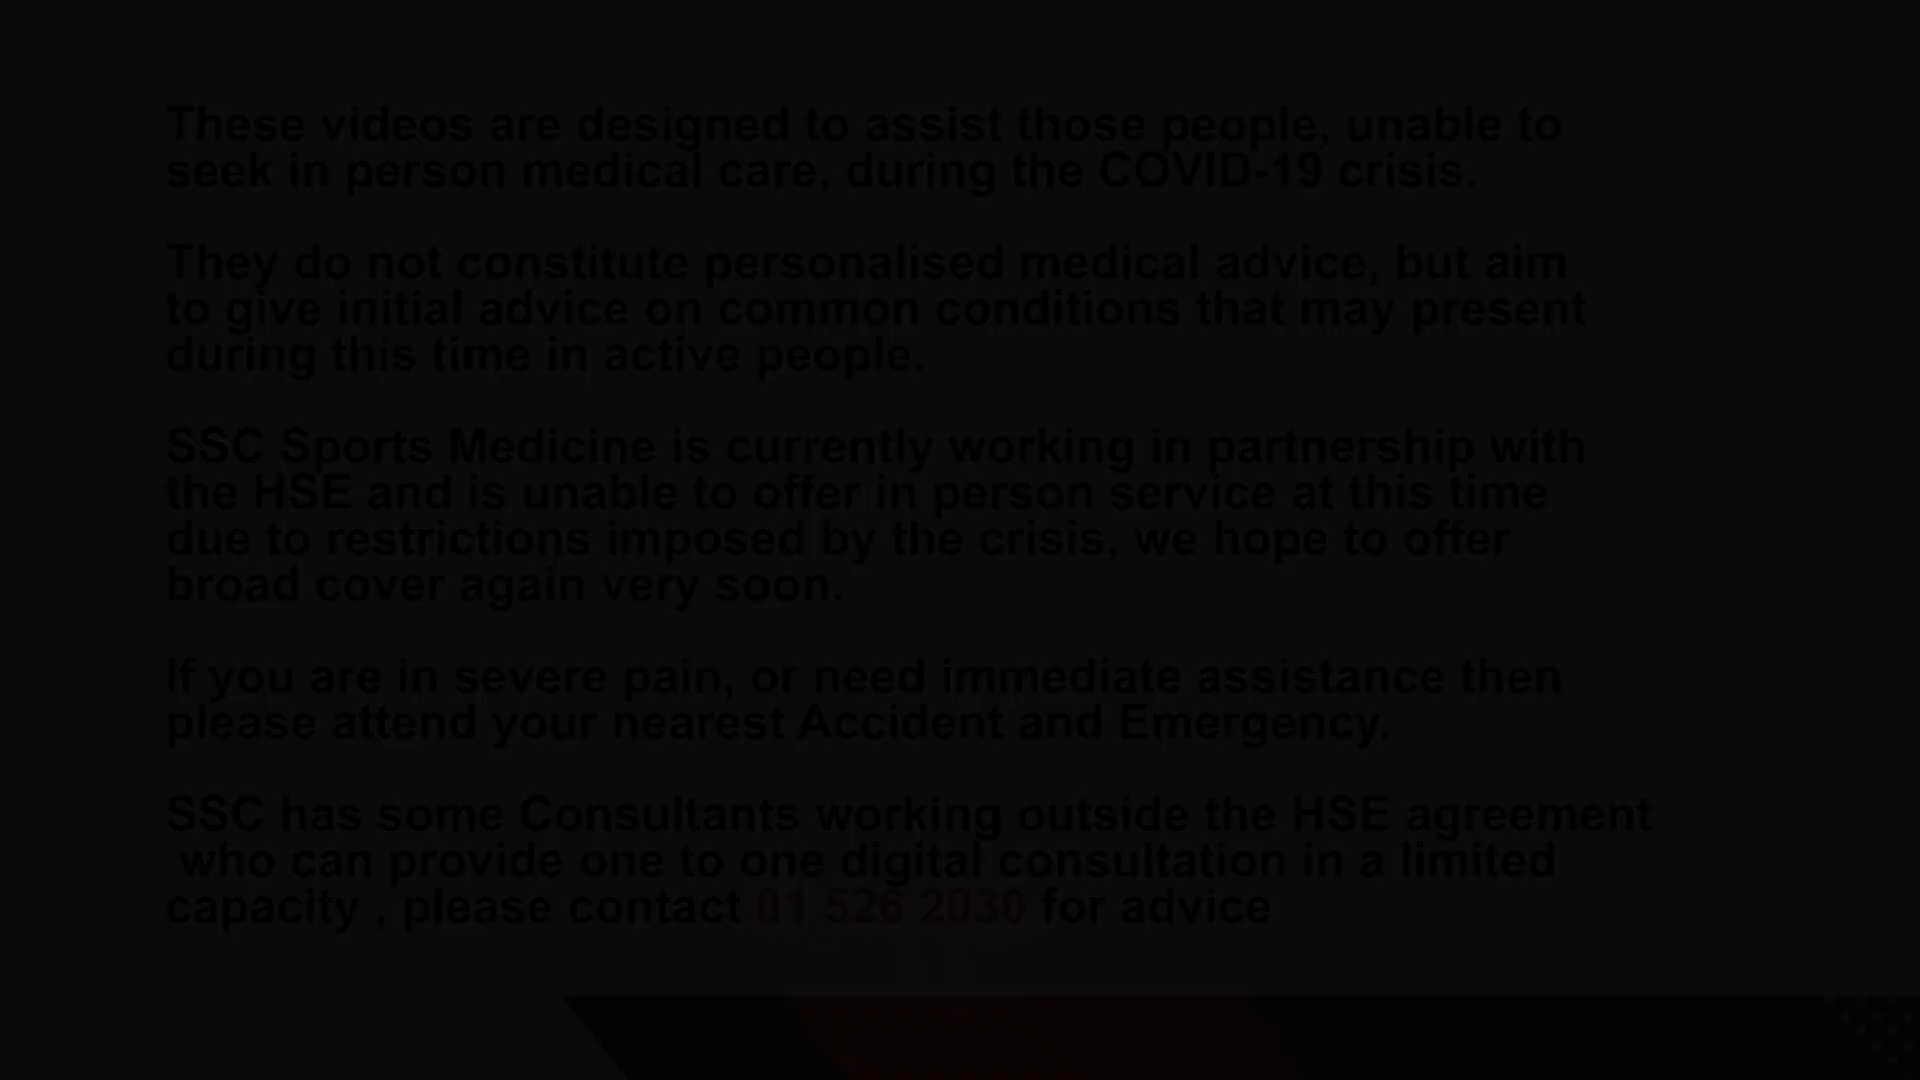 These videos are designed to assist those people, unable to
seek in person medical care, during the COVID-19 crisis.
They do not constitute personalised medical advice, but aim
to give initial advice on common conditions that may present
during this time in active people.
SSC Sports Medicine is currently working in partnership with
the HSE and is unable to offer in person service at this time
due to restrictions imposed by the crisis, we hope to offer
broad cover again very soon.
If you are in severe pain, or need immediate assistance then
please attend your nearest Accident and Emergency.
SSC has some Consultants working outside the HSE agreement
who can provide one to one digital consultation in a limited
capacity , please contact 01 526 2030 for advice